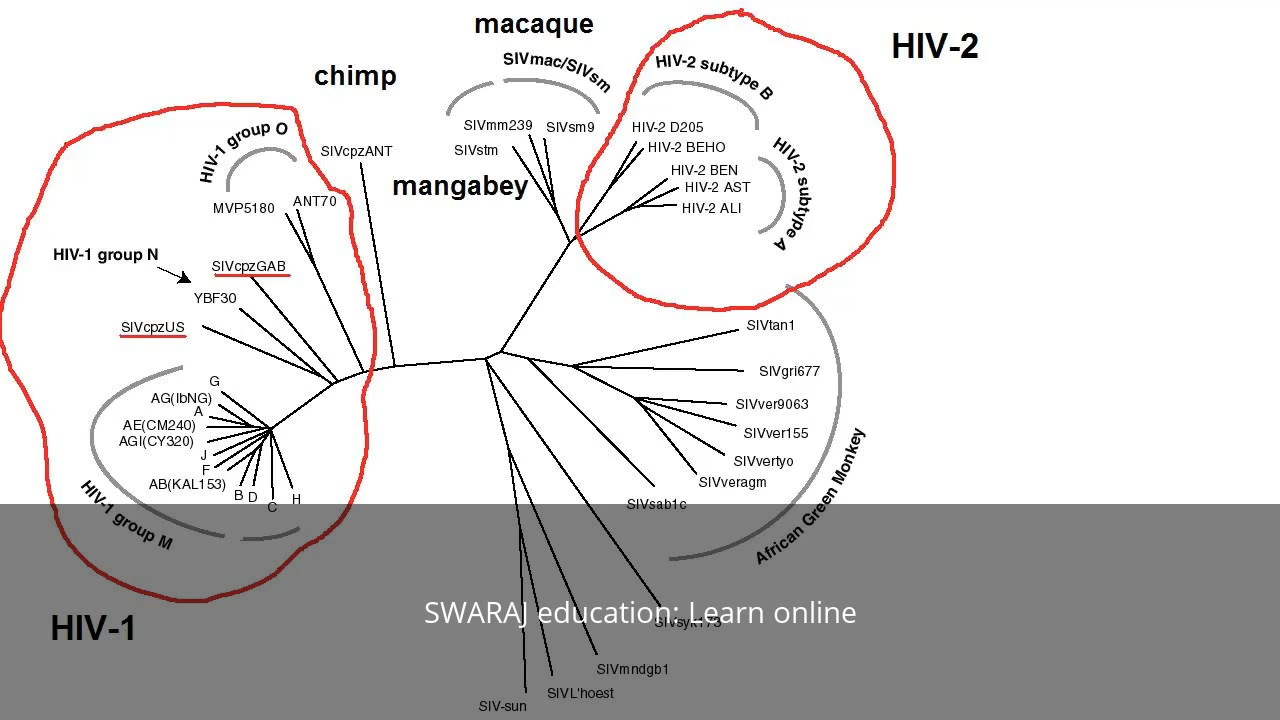 macaque
HIV-2
chimp
SIVmac/SIVsm
HIV-2 subtype B
HIV-1 group O
SIVmm239
SIVsm9
HIV-2 D205
SIVcpzANT
SIVstm
HIV-2 BEHO
HIV-2 BEN
mangabey
HIV-2 AST
HIV-2 subtype A
MVP5180
ANT70
HIV-2 ALI
HIV-1 group N
SIVcpzGAB
YBF30
SIVcpzUS
SIVtan1
SIVgri677
G
AG(IbNG)
A
SIVver9063
AE(CM240)
SIVver155
AGI(CY320)
J
SIVvertyo
F
AB(KAL153)
SIVveragm
B
D
H
C
SIVsab1c
HIV-1 group M
African Green Monkey
SWARAJ education: Learn online
SIVsyk173
HIV-1
SIVmndgb1
SIVL'hoest
SIV-sun